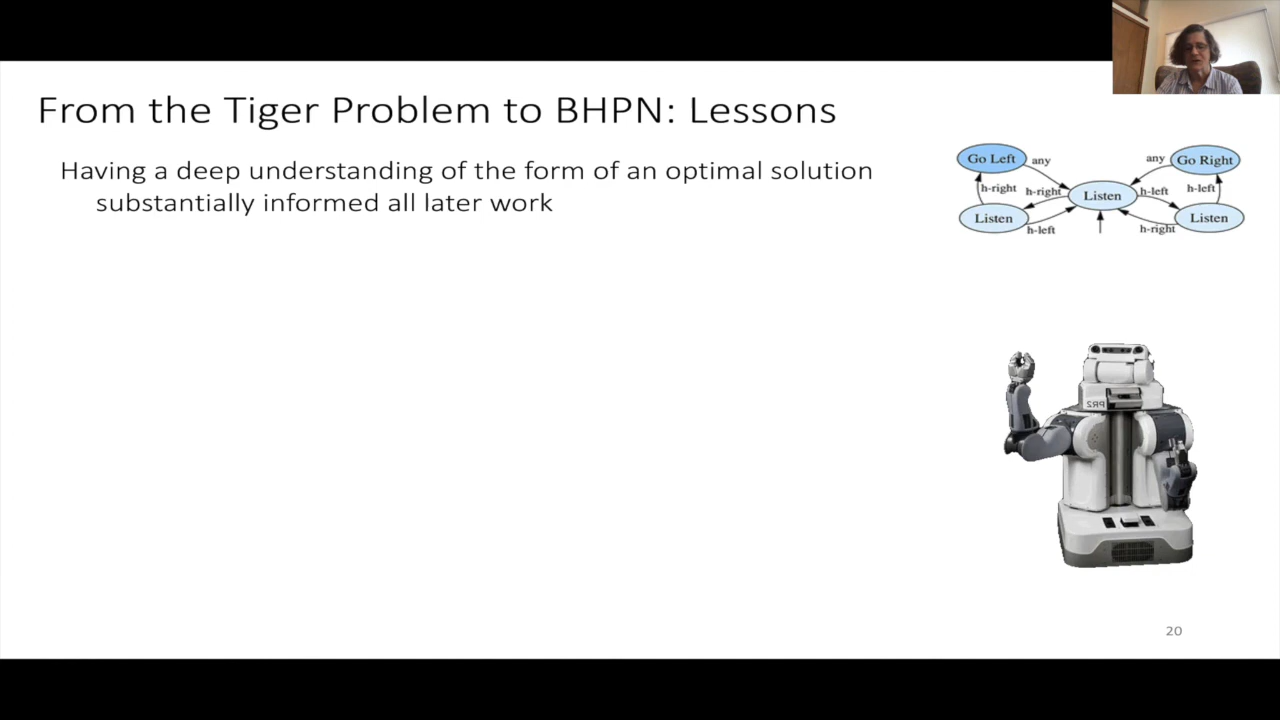 From the Tiger Problem to BHPN: Lessons
Having a deep understanding of the form of an optimal solution
substantially informed all later work
Go Left
any
any
Go Right
h-right
h-right
Listen
h-left
h-left
Listen
h-left
h-right
Listen
PR2
20